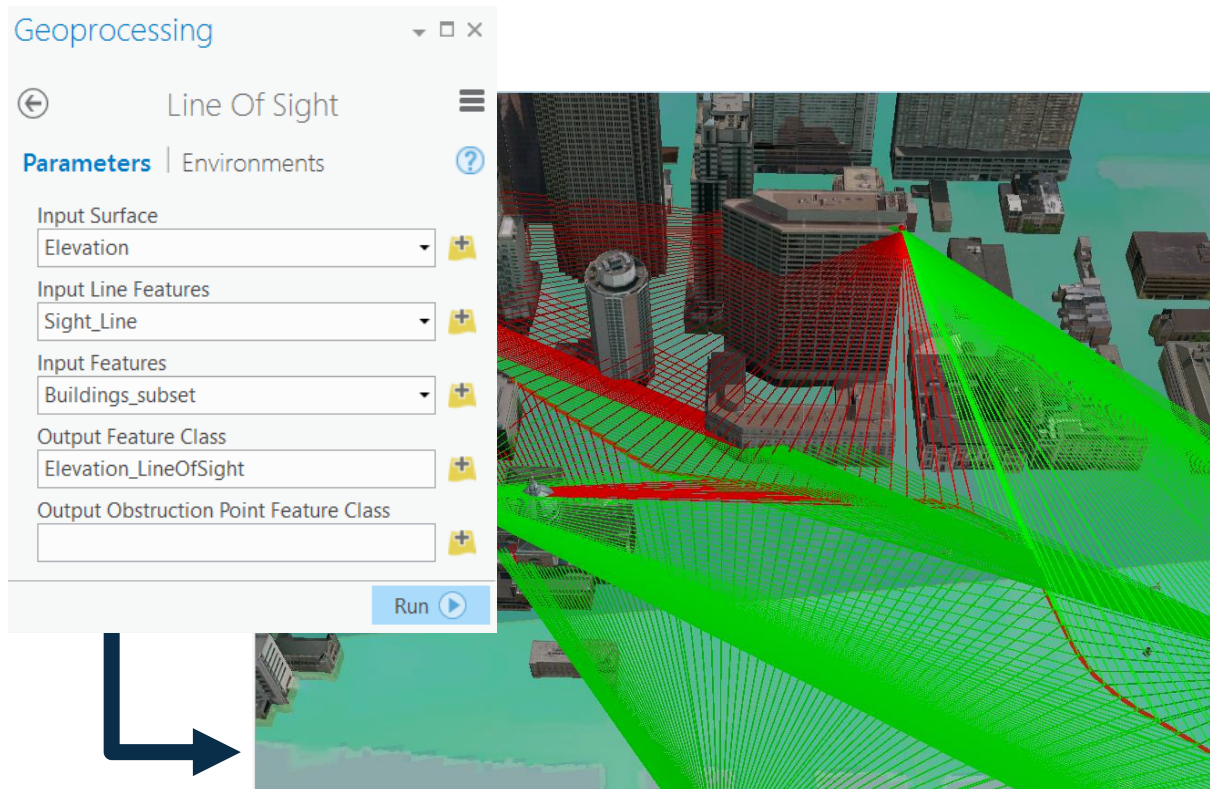 Geoprocessing
Line Of Sight
Parameters | Environments
Input Surface
Elevation
Input Line Features
Sight_Line
Input Features
Buildings_subset
Output Feature Class
Elevation_LineOfSight
Output Obstruction Point Feature Class
Run